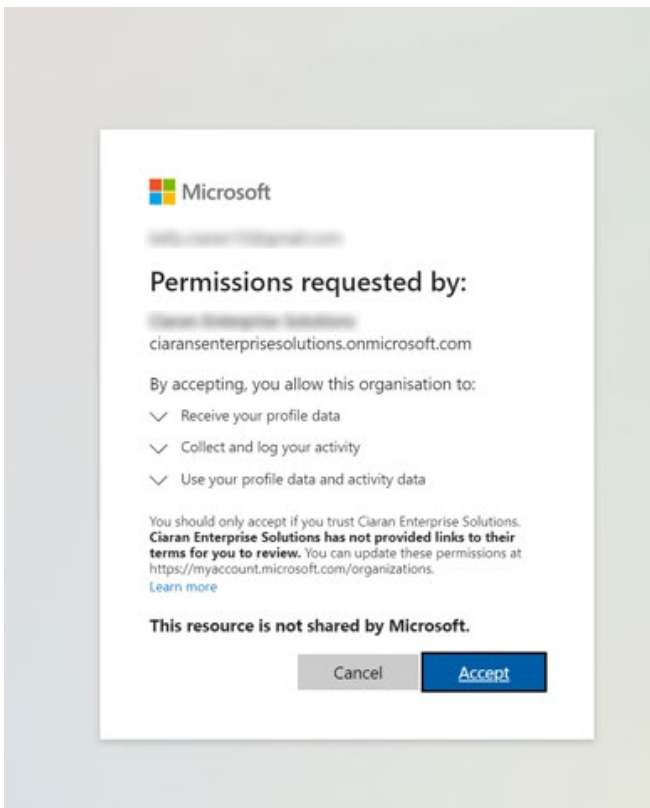 Microsoft
Permissions requested by:
ciaransenterprisesolutions.onmicrosoft.com
By accepting, you allow this organisation to:
Receive your profile data
Collect and log your activity
Use your profile data and activity data
You should only accept if you trust Ciaran Enterprise Solutions.
Ciaran Enterprise Solutions has not provided links to their
terms for you to review. You can update these permissions at
https://myaccount.microsoft.com/organizations.
Learn more
This resource is not shared by Microsoft.
Cancel
Accept